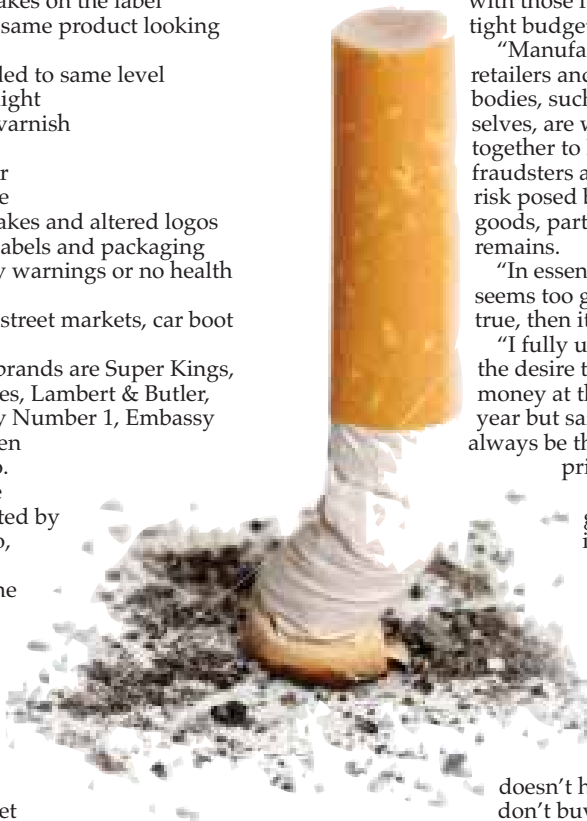 akes on the label
same product looking
led to same level
ight
varnish
r
e
akes and altered logos
abels and packaging
y warnings or no health
street markets, car boot
brands are Super Kings,
es, Lambert & Butler,
y Number 1, Embassy
en
o.
e
ted by
o,
ne
et
with those
tight budge
“Manufa
retailers and
bodies, such
selves, are w
together to
fraudsters a
risk posed b
goods, part
remains.
“In essen
seems too g
true, then it
“I fully u
the desire t
money at th
year but sa
always be th
pri
g
i
doesn’t h
don’t buy